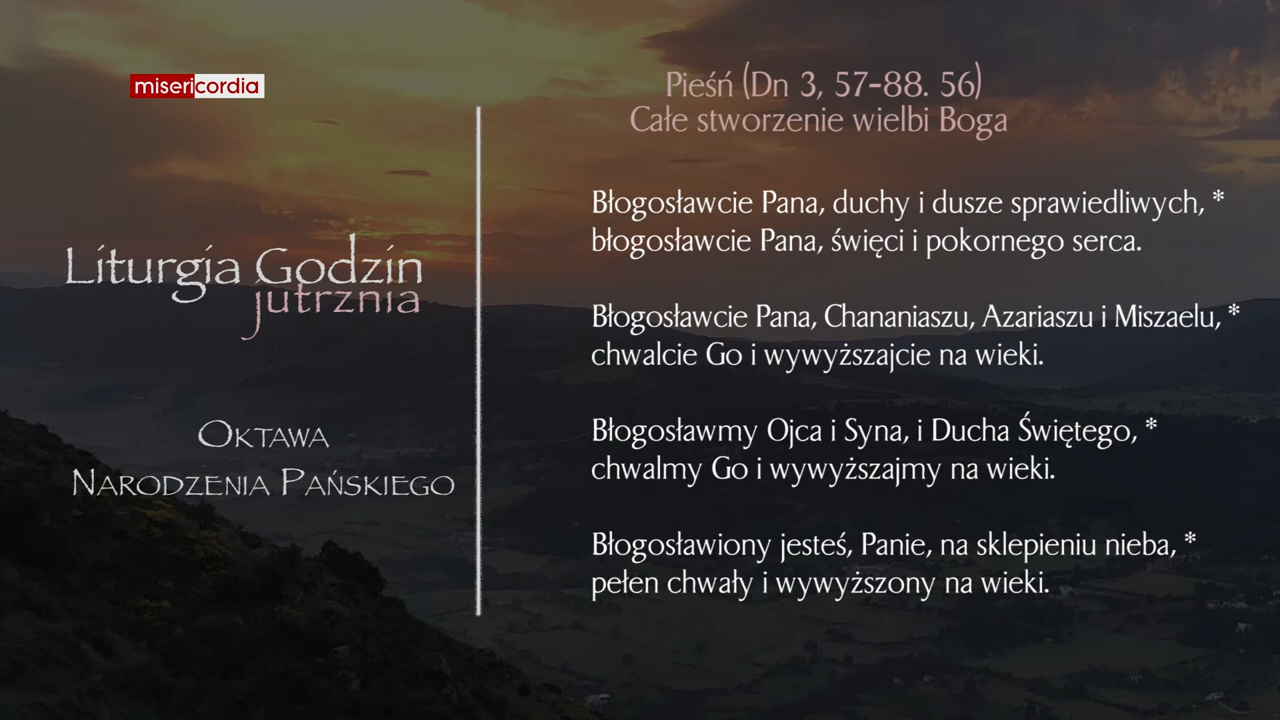 misericordia
Liturgia Godzin
jutrznia
Oktawa
Narodzenia Pańskiego
Pieśń (Dn 3, 57-88. 56)
Całe stworzenie wielbi Boga
Błogosławcie Pana, duchy i dusze sprawiedliwych, *
błogosławcie Pana, święci i pokornego serca.
Błogosławcie Pana, Chananiaszu, Azariaszu i Miszaelu, *
chwalcie Go i wywyższajcie na wieki.
Błogosławmy Ojca i Syna, i Ducha Świętego, *
chwalmy Go i wywyższajmy na wieki.
Błogosławiony jesteś, Panie, na sklepieniu nieba, *
pełen chwały i wywyższony na wieki.